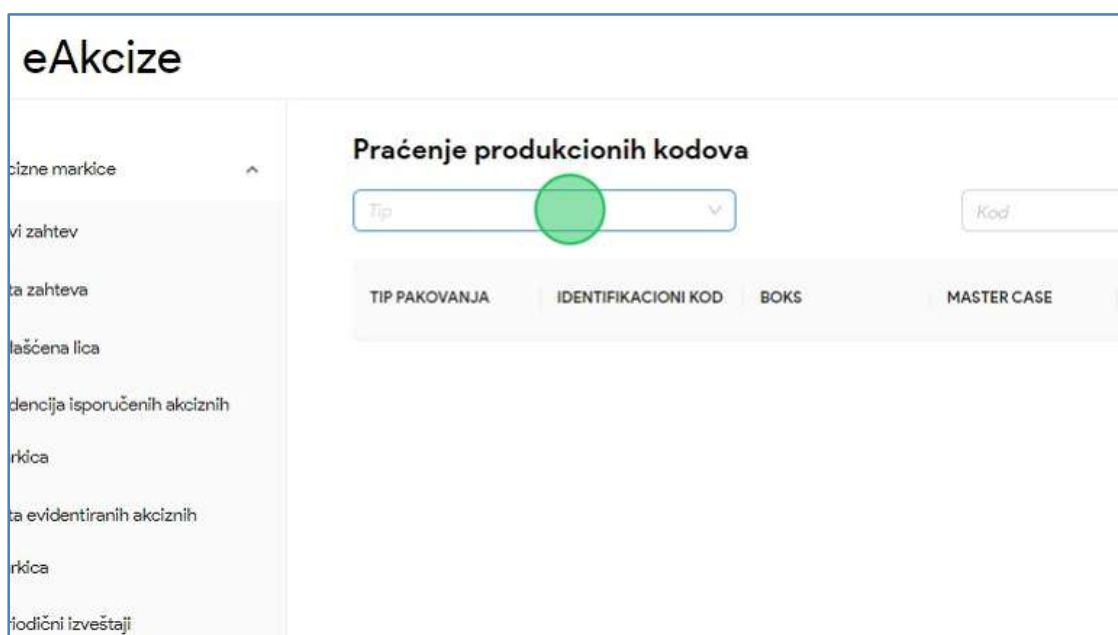 eAkcize
cizne markice
vi zahtev
ta zahteva
lašćena lica
dencija isporučenih akciznih
rkica
ta evidentiranih akciznih
rkica
riodični izveštaji
Praćenje produkcionih kodova
Tip
Kod
TIP PAKOVANJA IDENTIFIKACIONI KOD BOKS MASTER CASE